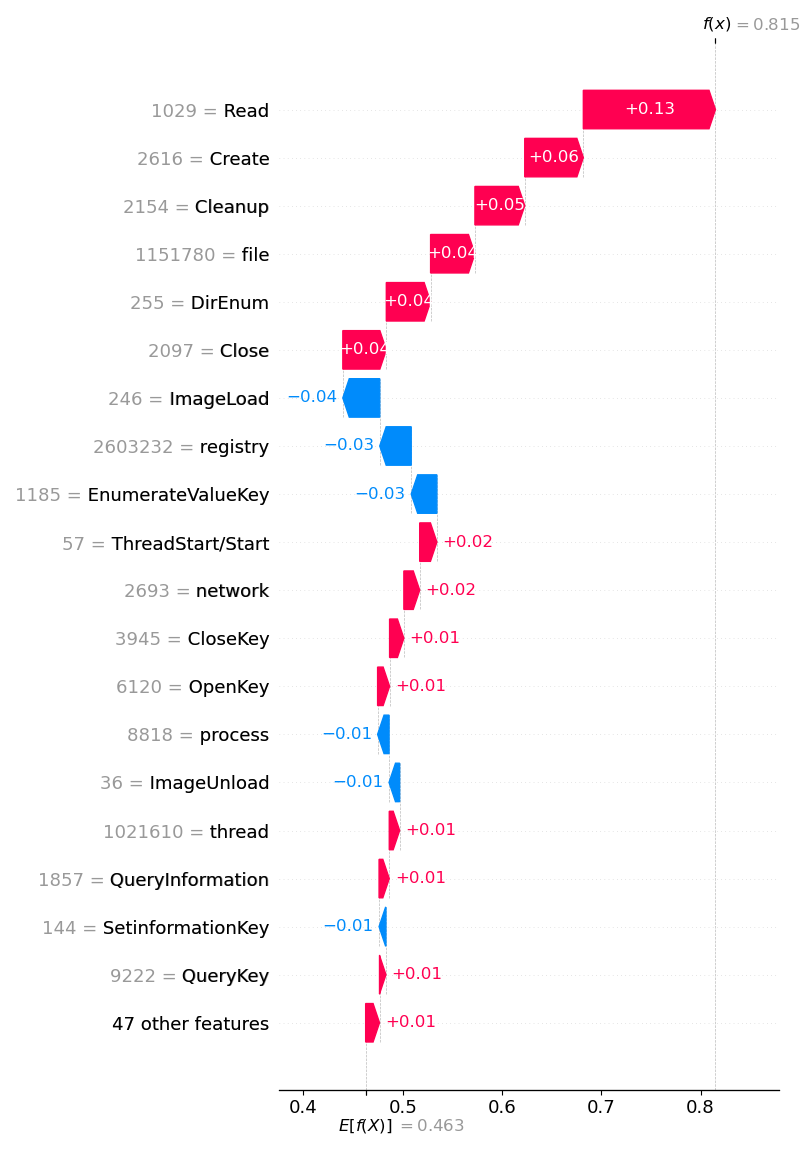 f(x) = 0.815
1029 = Read +0.13
2616 = Create +0.06
2154 = Cleanup +0.05
1151780 = file +0.04
255 = DirEnum +0.04
2097 = Close +0.04
246 = ImageLoad −0.04
2603232 = registry −0.03
1185 = EnumerateValueKey −0.03
57 = ThreadStart/Start +0.02
2693 = network +0.02
3945 = CloseKey +0.01
6120 = OpenKey +0.01
8818 = process −0.01
36 = ImageUnload −0.01
1021610 = thread +0.01
1857 = QueryInformation +0.01
144 = SetinformationKey −0.01
9222 = QueryKey +0.01
47 other features +0.01
0.4 0.5 0.6 0.7 0.8
E[f(X)] = 0.463